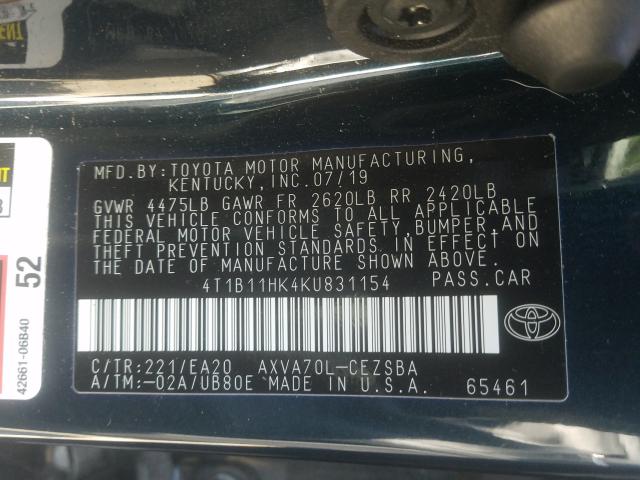 MFD.BY:TOYOTA MOTOR MANUFACTURING,
KENTUCKY,INC.07/19
GVWR 4475LB GAWR FR 2620LB RR 2420LB
THIS VEHICLE CONFORMS TO ALL APPLICABLE
FEDERAL MOTOR VEHICLE SAFETY,BUMPER,AND
THEFT PREVENTION STANDARDS IN EFFECT ON
THE DATE OF MANUFACTURE SHOWN ABOVE.
4T1B11HK4KU831154 PASS.CAR
C/TR:221/EA20 AXVA70L-CEZSBA
A/TM:-02A/UB80E MADE IN U.S.A. 65461
52
42661-06840